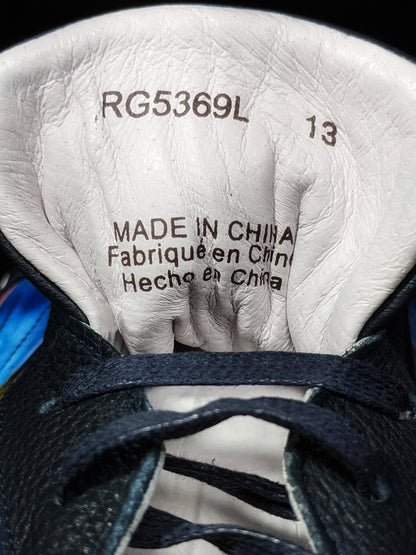 RG5369L 13
MADE IN CHINA
Fabriqué en Chine
Hecho en China